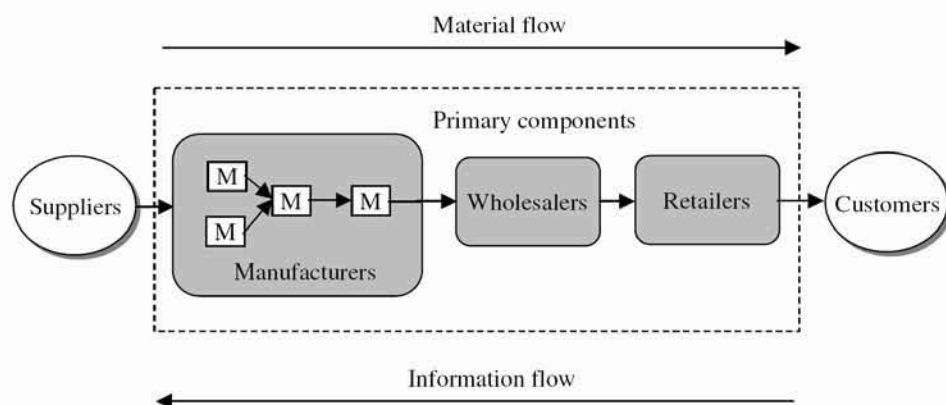 Material flow
Primary components
M
M
M
M
Suppliers
Manufacturers
Wholesalers
Retailers
Customers
Information flow